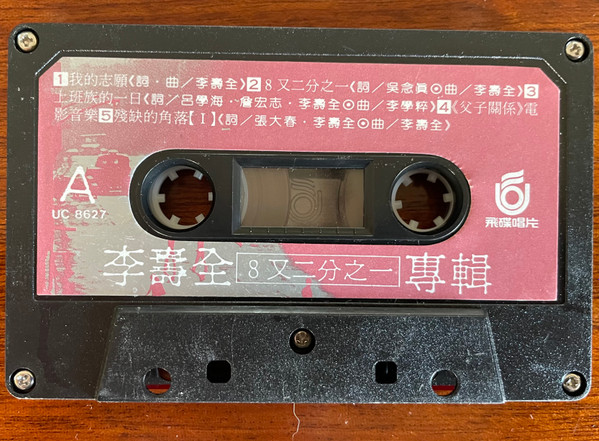 1我的志願《詞・曲／李壽全》2 8又二分之一《詞／吳念眞⊙曲／李壽全》3
上班族的一日《詞／呂學海・詹宏志・李壽全⊙曲／李學粹》4《父子關係》電
影音樂5殘缺的角落【I】《詞／張大春・李壽全⊙曲／李壽全》
A
UC 8627
飛碟唱片
李壽全 8又二分之一 專輯